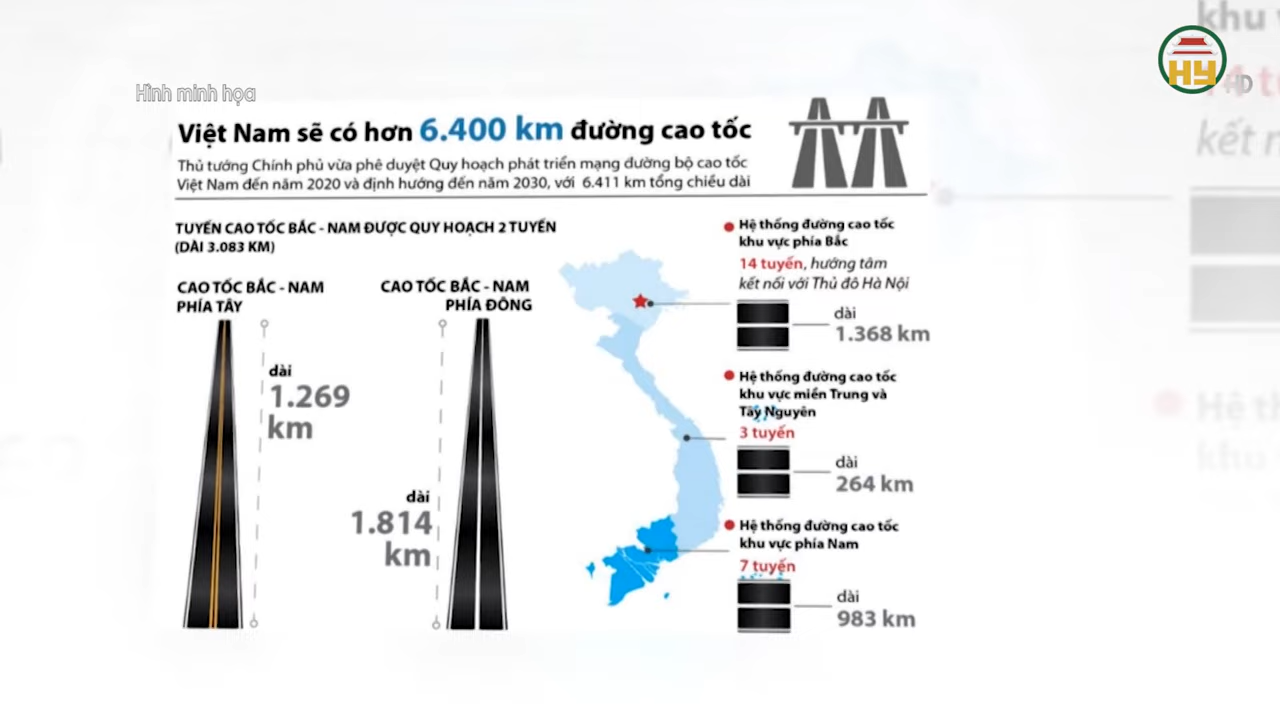 khu
HY
HD
Hình minh họa
Việt Nam sẽ có hơn 6.400 km đường cao tốc
Thủ tướng Chính phủ vừa phê duyệt Quy hoạch phát triển mạng đường bộ cao tốc
Việt Nam đến năm 2020 và định hướng đến năm 2030, với 6.411 km tổng chiều dài
TUYẾN CAO TỐC BẮC - NAM ĐƯỢC QUY HOẠCH 2 TUYẾN
(DÀI 3.083 KM)
CAO TỐC BẮC - NAM
PHÍA TÂY
dài
1.269
km
CAO TỐC BẮC - NAM
PHÍA ĐÔNG
dài
1.814
km
Hệ thống đường cao tốc
khu vực phía Bắc
14 tuyến, hướng tâm
kết nối với Thủ đô Hà Nội
dài
1.368 km
Hệ thống đường cao tốc
khu vực miền Trung và
Tây Nguyên
3 tuyến
dài
264 km
Hệ thống đường cao tốc
khu vực phía Nam
7 tuyến
dài
983 km
kết
Hệ th
khu